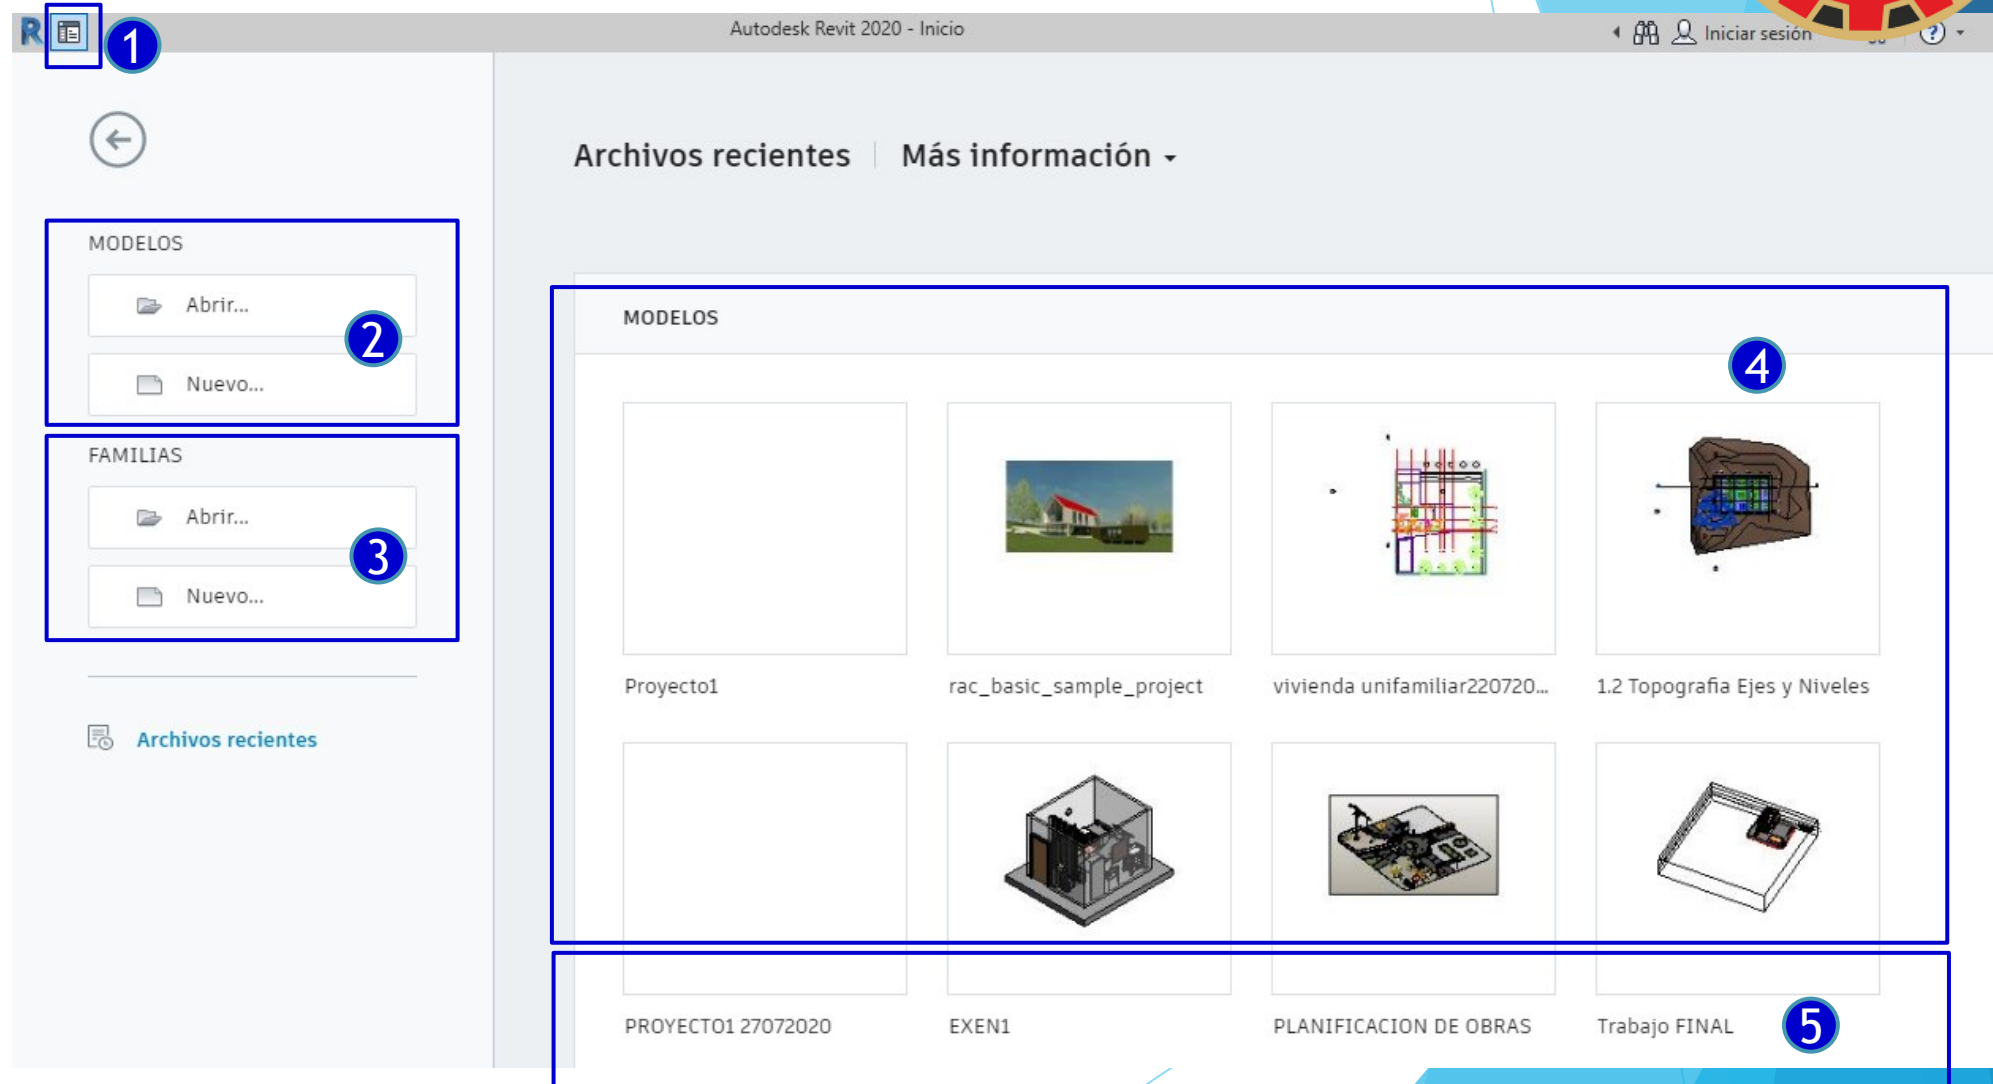 R
1
Autodesk Revit 2020 - Inicio
Iniciar sesión
?
Archivos recientes
Más información
MODELOS
Abrir...
2
Nuevo...
FAMILIAS
Abrir...
3
Nuevo...
Archivos recientes
MODELOS
4
Proyecto1
rac_basic_sample_project
vivienda unifamiliar220720...
1.2 Topografia Ejes y Niveles
PROYECTO1 27072020
EXEN1
PLANIFICACION DE OBRAS
Trabajo FINAL
5